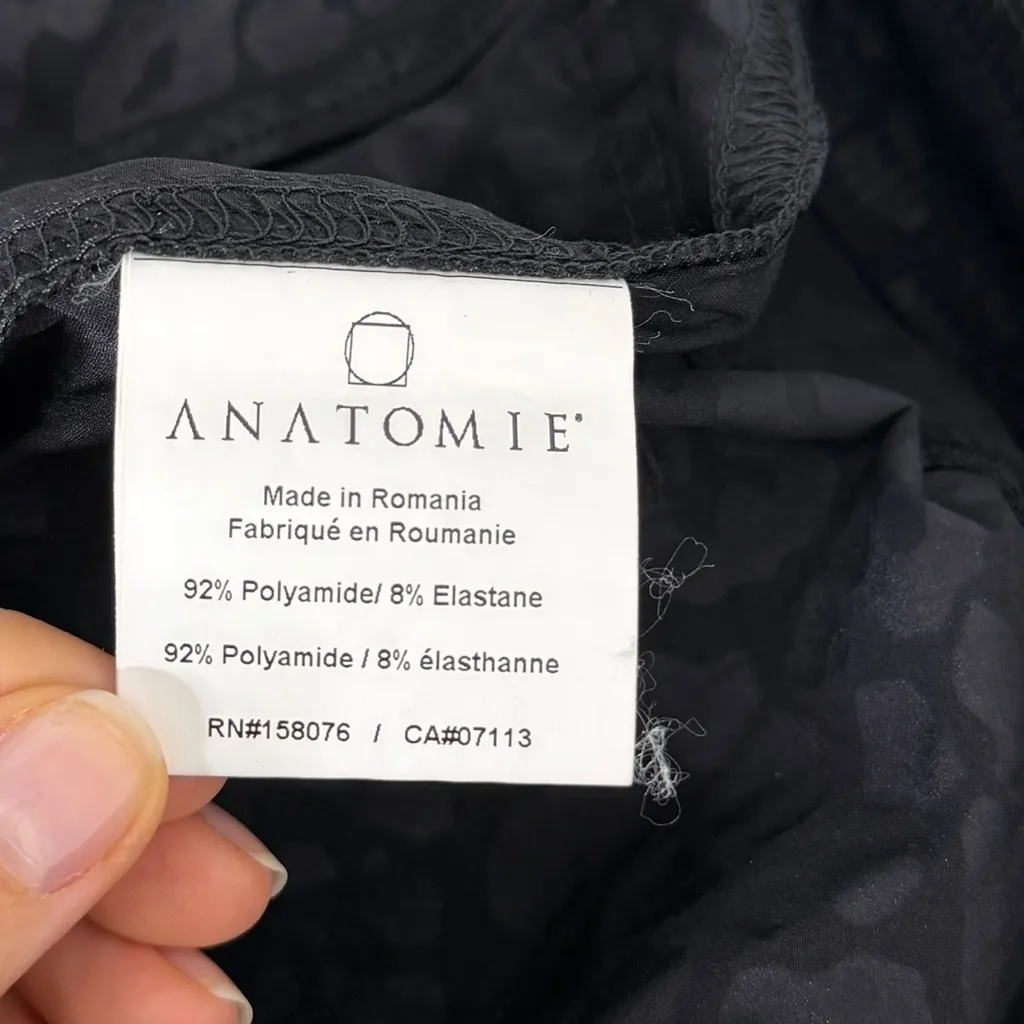 ANATOMIE
Made in Romania
Fabriqué en Roumanie
92% Polyamide/ 8% Elastane
92% Polyamide / 8% élasthanne
RN#158076 / CA#07113